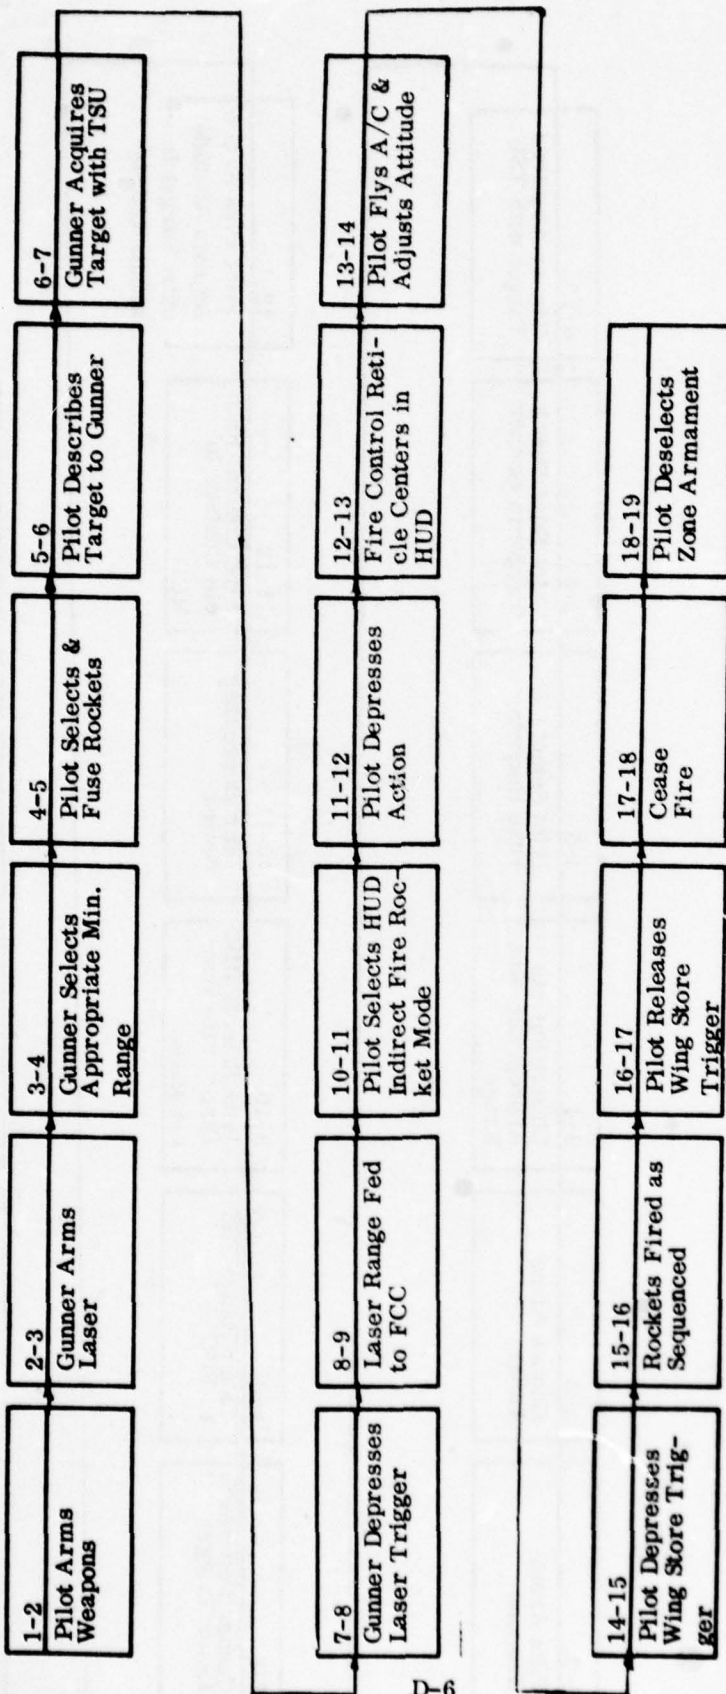 1-2
Pilot Arms
Weapons
2-3
Gunner Arms
Laser
3-4
Gunner Selects
Appropriate Min.
Range
4-5
Pilot Selects &
Fuse Rockets
5-6
Pilot Describes
Target to Gunner
6-7
Gunner Acquires
Target with TSU
7-8
Gunner Depresses
Laser Trigger
8-9
Laser Range Fed
to FCC
10-11
Pilot Selects HUD
Indirect Fire Roc-
ket Mode
11-12
Pilot Depresses
Action
12-13
Fire Control Reti-
cle Centers in
HUD
13-14
Pilot Flys A/C &
Adjusts Attitude
14-15
Pilot Depresses
Wing Store Trig-
ger
15-16
Rockets Fired as
Sequenced
16-17
Pilot Releases
Wing Store
Trigger
17-18
Cease
Fire
18-19
Pilot Deselects
Zone Armament
D-6